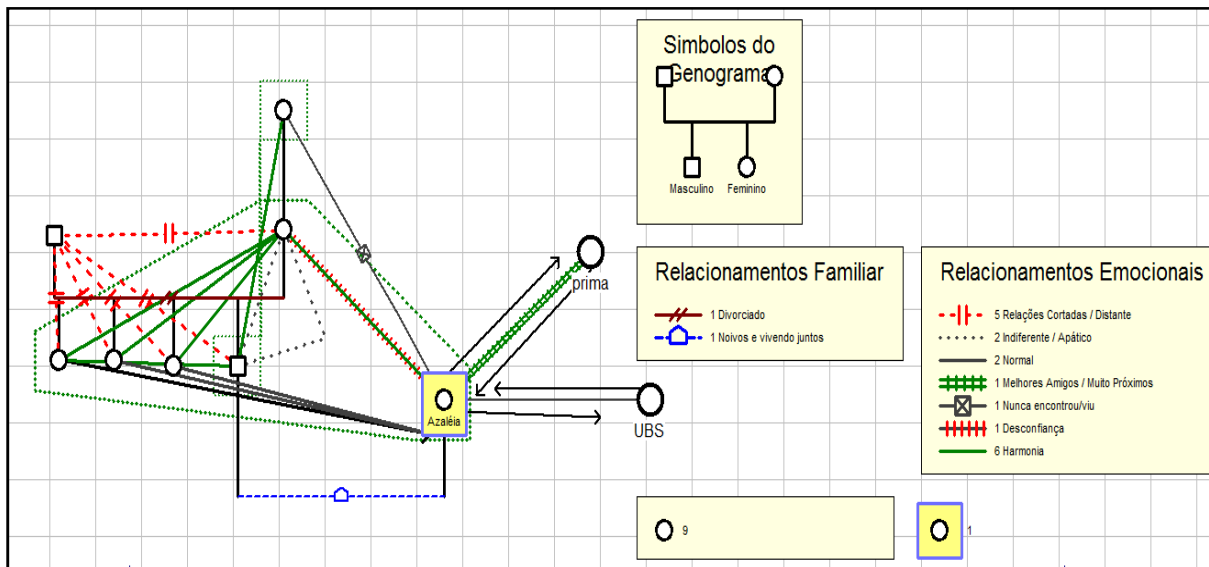 Simbolos do
Genograma
Masculino
Feminino
prima
Azaléia
UBS
Relacionamentos Familiar
1 Divorciado
1 Noivos e vivendo juntos
Relacionamentos Emocionais
5 Relações Cortadas / Distante
2 Indiferente / Apático
2 Normal
1 Melhores Amigos / Muito Próximos
1 Nunca encontrou/viu
1 Desconfiança
6 Harmonia
9
1